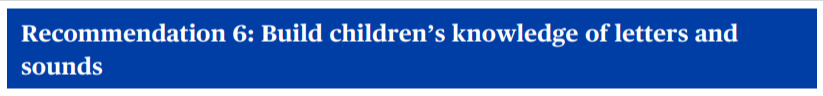 Recommendation 6: Build children’s knowledge of letters and
sounds